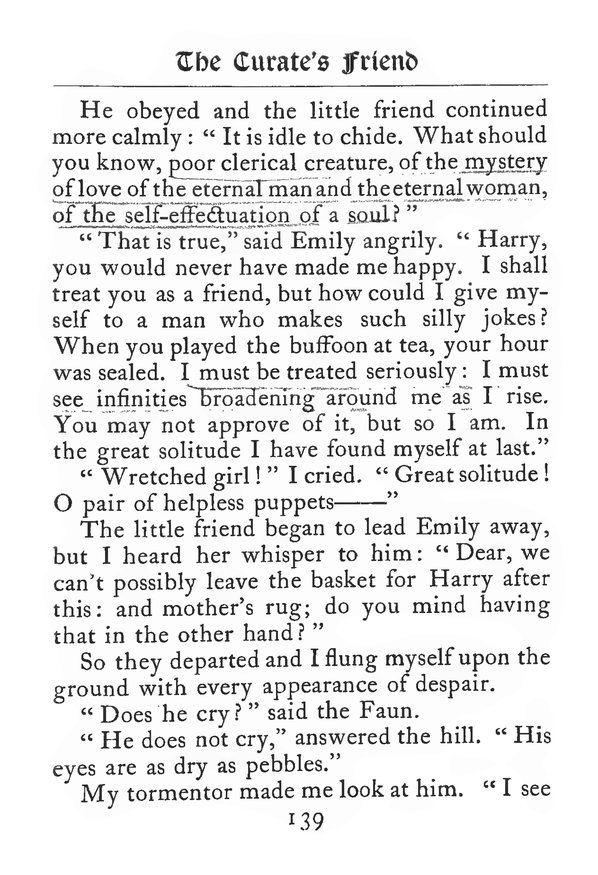 The Curate's Friend
He obeyed and the little friend continued
more calmly : “ It is idle to chide. What should
you know, poor clerical creature, of the mystery
of love of the eternal man and the eternal woman,
of the self-effectuation of a soul? ”
“ That is true,” said Emily angrily. “ Harry,
you would never have made me happy. I shall
treat you as a friend, but how could I give my-
self to a man who makes such silly jokes?
When you played the buffoon at tea, your hour
was sealed. I must be treated seriously : I must
see infinities broadening around me as I rise.
You may not approve of it, but so I am. In
the great solitude I have found myself at last.”
“ Wretched girl ! ” I cried. “ Great solitude !
O pair of helpless puppets——”
The little friend began to lead Emily away,
but I heard her whisper to him : “ Dear, we
can't possibly leave the basket for Harry after
this : and mother's rug; do you mind having
that in the other hand? ”
So they departed and I flung myself upon the
ground with every appearance of despair.
“ Does he cry? ” said the Faun.
“ He does not cry,” answered the hill. “ His
eyes are as dry as pebbles.”
My tormentor made me look at him. “ I see
139